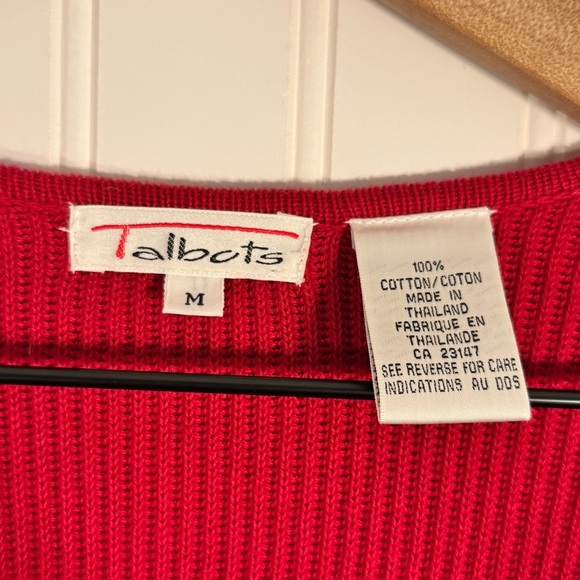 Talbots
M
100%
COTTON/COTON
MADE IN
THAILAND
FABRIQUE EN
THAILANDE
CA 23147
SEE REVERSE FOR CARE
INDICATIONS AU DOS